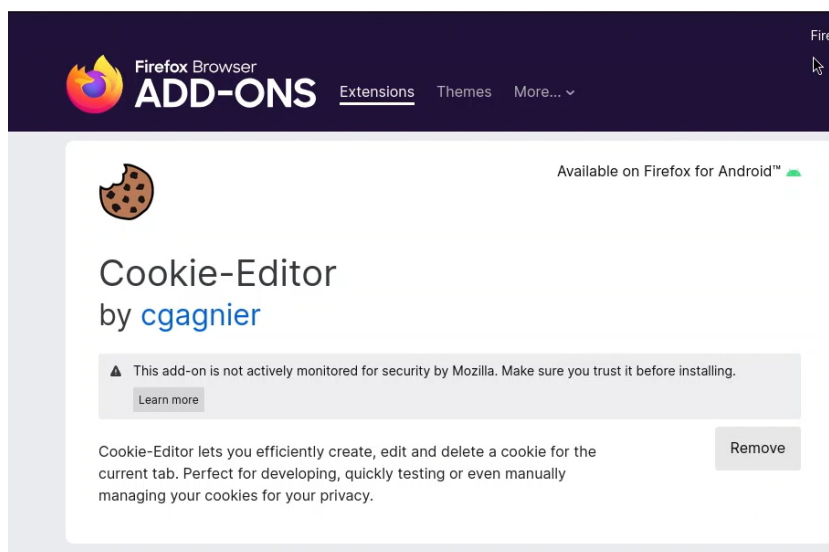 Firefox Browser
ADD-ONS
Extensions Themes More...
Available on Firefox for Android™
Cookie-Editor
by cgagnier
This add-on is not actively monitored for security by Mozilla. Make sure you trust it before installing.
Learn more
Cookie-Editor lets you efficiently create, edit and delete a cookie for the
current tab. Perfect for developing, quickly testing or even manually
managing your cookies for your privacy.
Remove